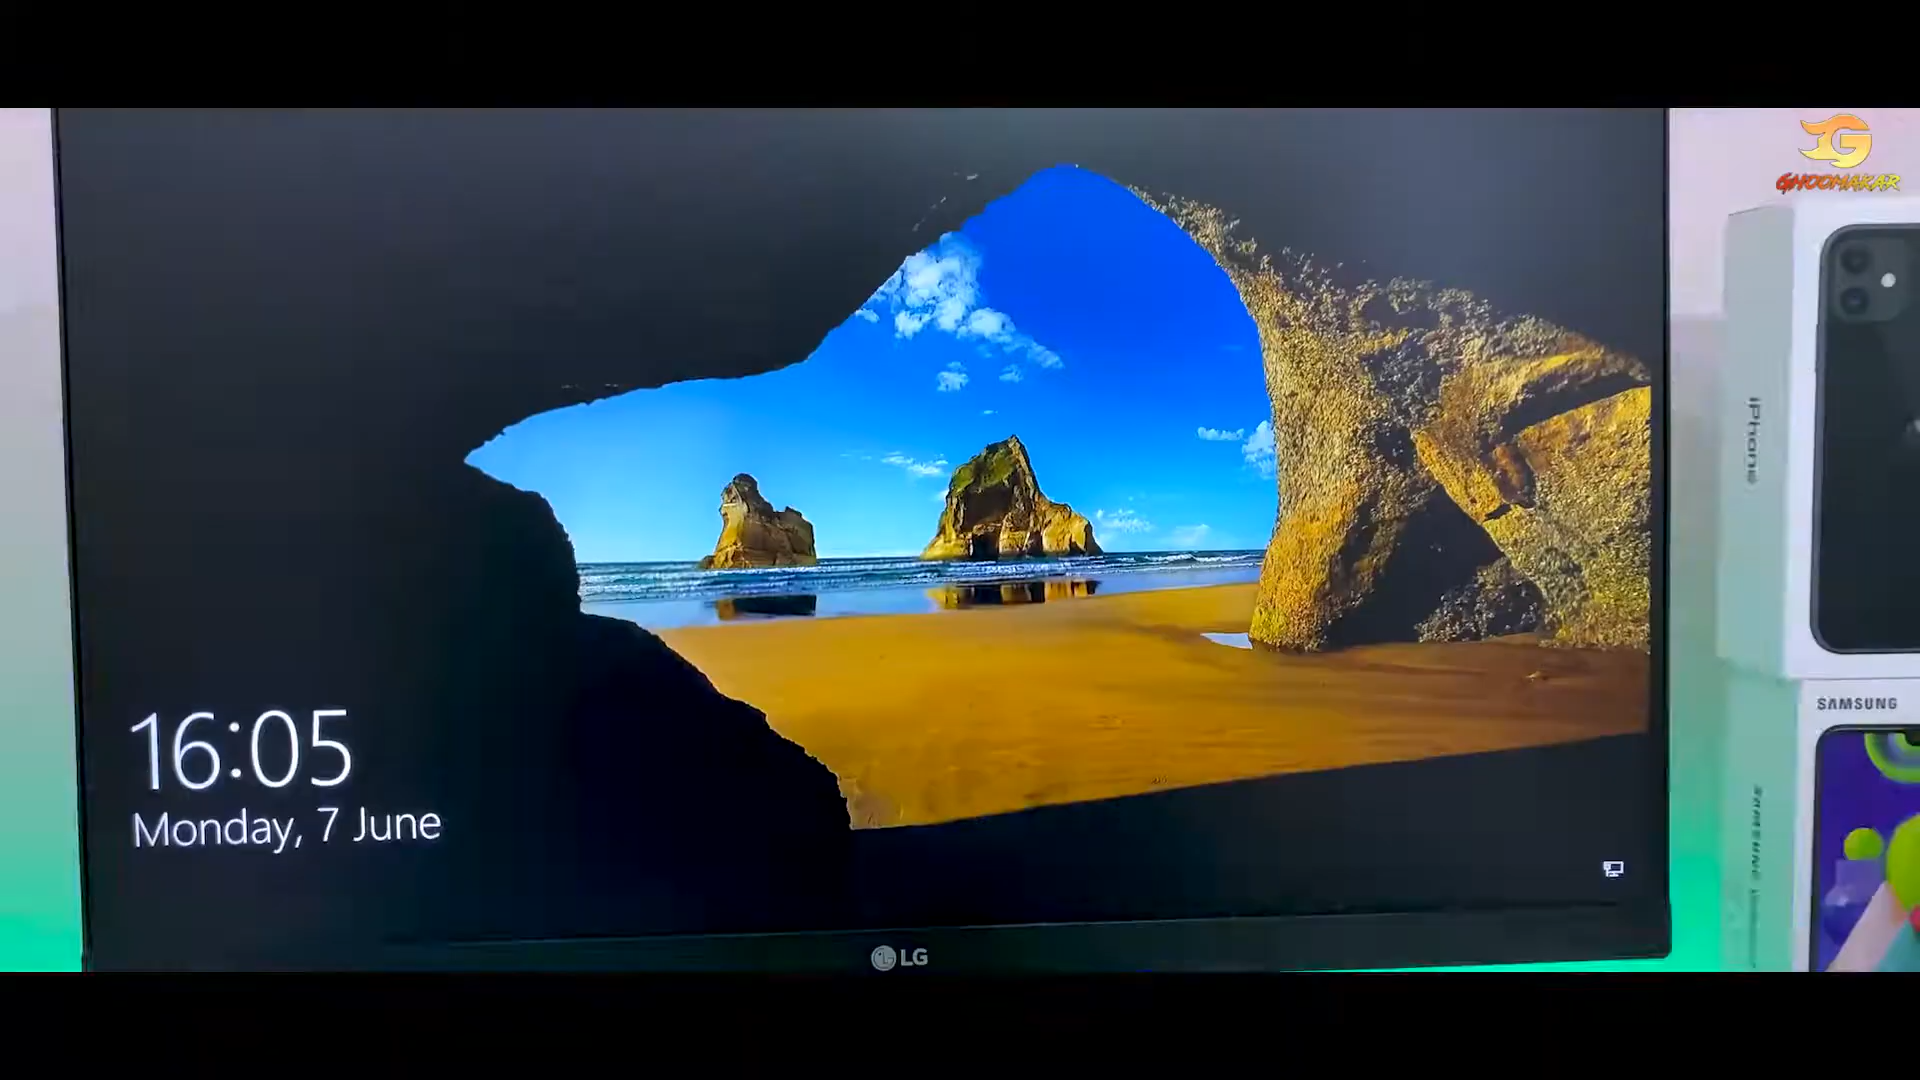 GHOOMAKAR
iPhone
SAMSUNG
16:05
Monday, 7 June
LG